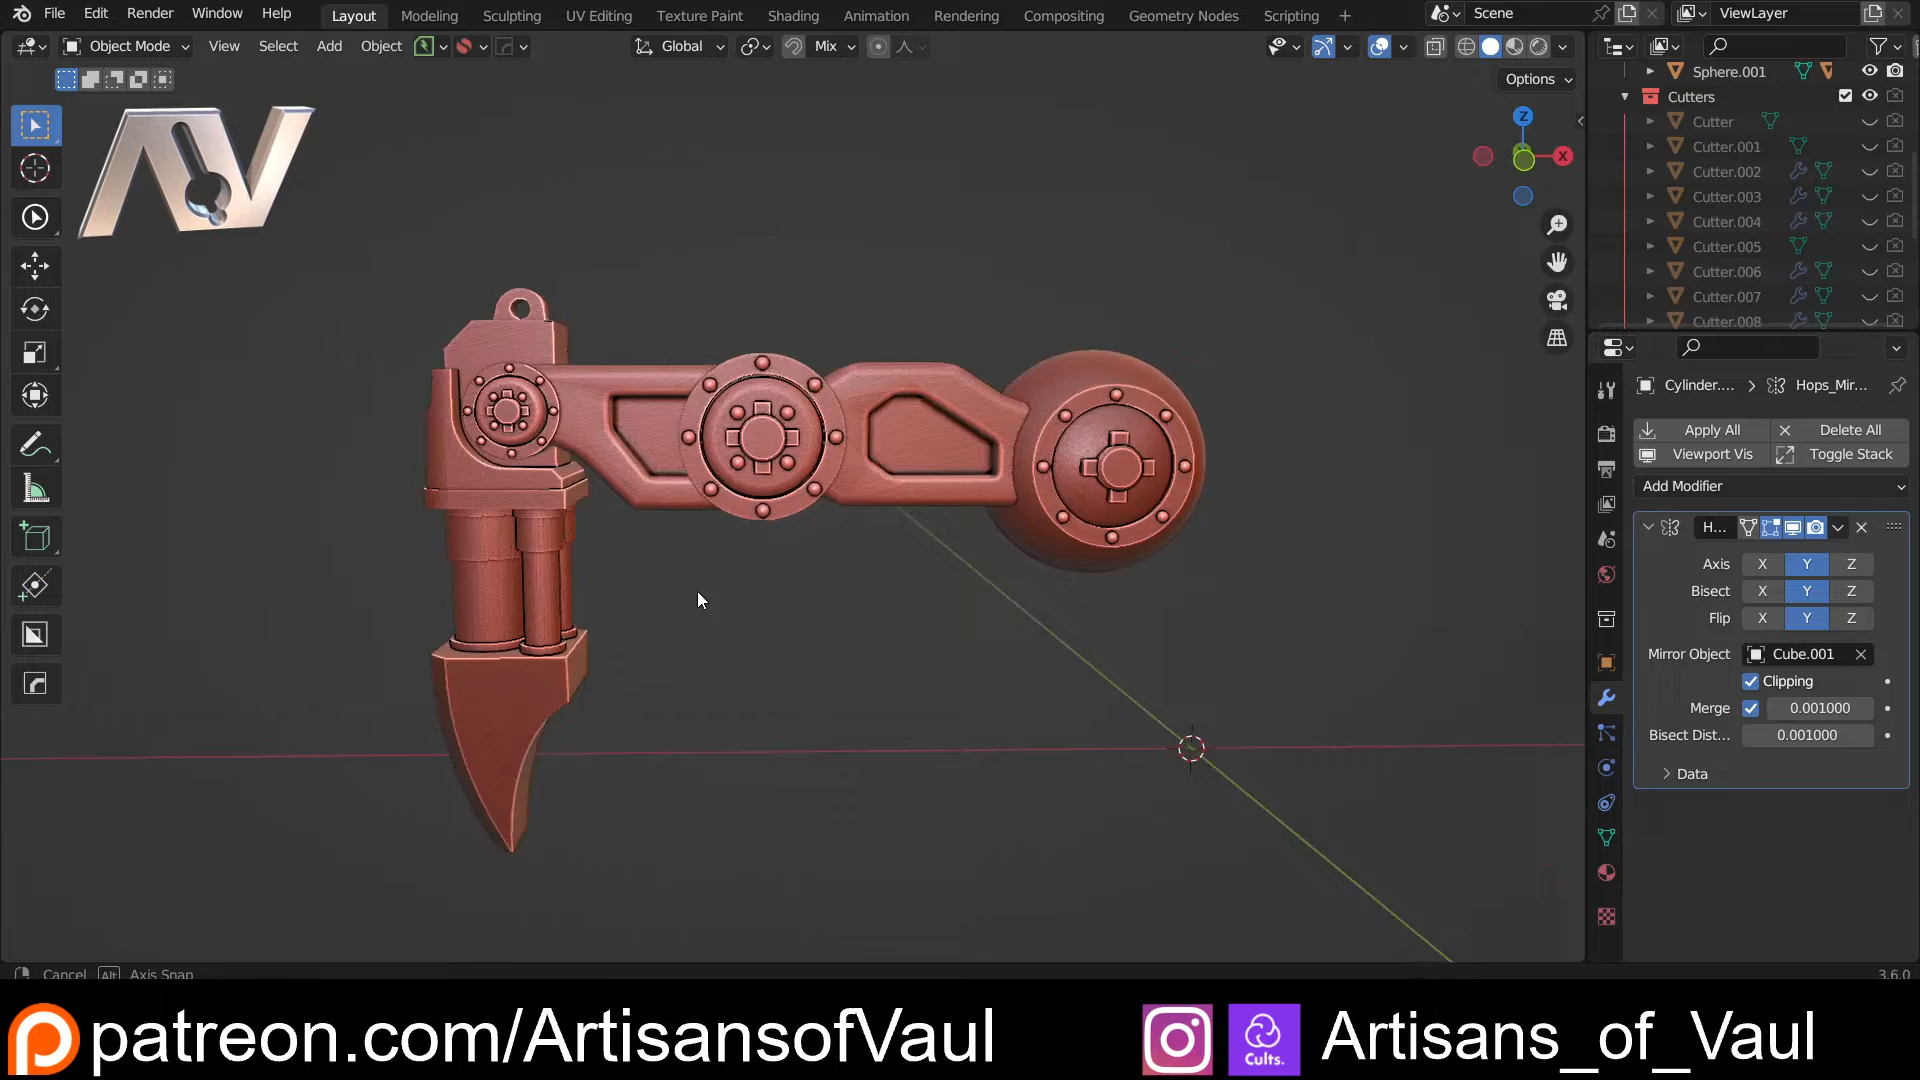 File Edit Render Window Help Layout Modeling Sculpting UV Editing Texture Paint Shading Animation Rendering Compositing Geometry Nodes Scripting + Scene ViewLayer
Object Mode View Select Add Object Global Mix
Options
Sphere.001
Cutters
Cutter
Cutter.001
Cutter.002
Cutter.003
Cutter.004
Cutter.005
Cutter.006
Cutter.007
Cutter.008
AV
Z
X
Cylinder.... > Hops_Mir...
Apply All Delete All
Viewport Vis Toggle Stack
Add Modifier
H...
Axis X Y Z
Bisect X Y Z
Flip X Y Z
Mirror Object Cube.001
Clipping
Merge 0.001000
Bisect Dist... 0.001000
Data
Cancel Alt Axis Snap
3.6.0
patreon.com/ArtisansofVaul
Cults.
Artisans_of_Vaul